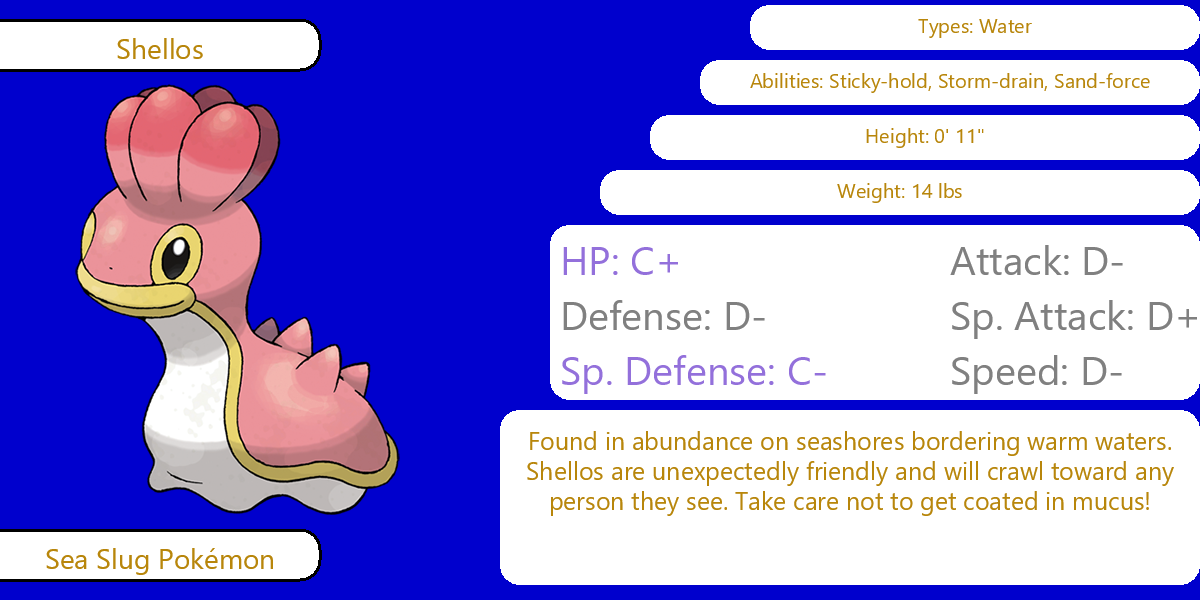 Shellos
Types: Water
Abilities: Sticky-hold, Storm-drain, Sand-force
Height: 0' 11"
Weight: 14 lbs
HP: C+
Attack: D-
Defense: D-
Sp. Attack: D+
Sp. Defense: C-
Speed: D-
Found in abundance on seashores bordering warm waters.
Shellos are unexpectedly friendly and will crawl toward any
person they see. Take care not to get coated in mucus!
Sea Slug Pokémon